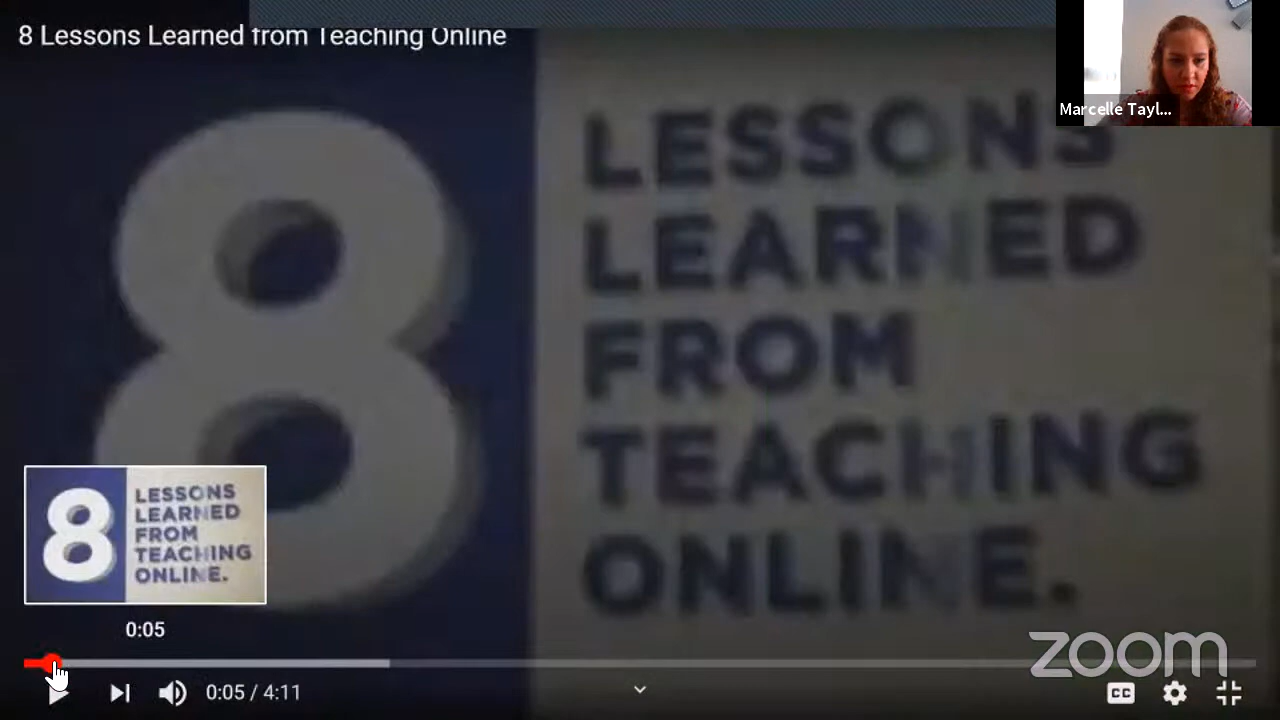 8 Lessons Learned from Teaching Online
Marcelle Tayl...
8
LESSONS
LEARNED
FROM
TEACHING
ONLINE.
8
LESSONS
LEARNED
FROM
TEACHING
ONLINE.
0:05
0:05 / 4:11
CC
zoom